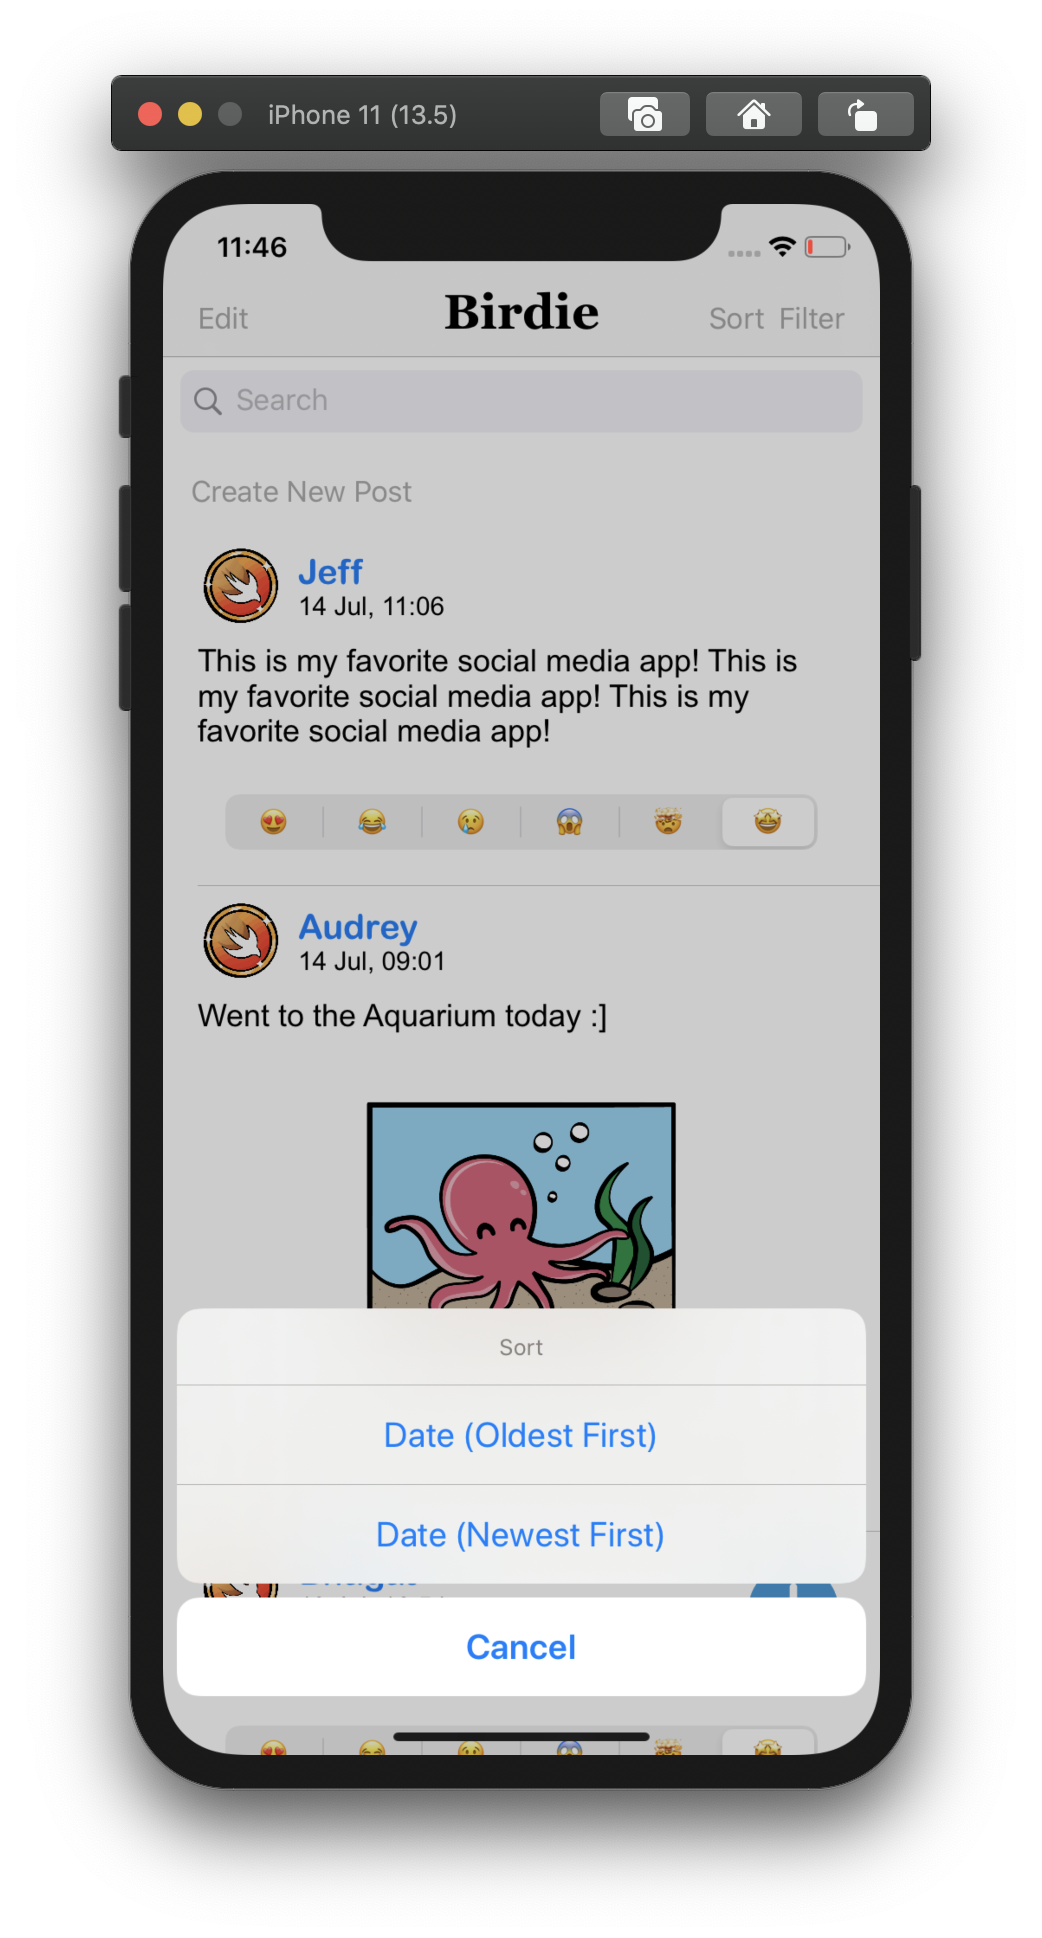 iPhone 11 (13.5)
11:46
Edit
Birdie
Sort Filter
Search
Create New Post
Jeff
14 Jul, 11:06
This is my favorite social media app! This is
my favorite social media app! This is my
favorite social media app!
Audrey
14 Jul, 09:01
Went to the Aquarium today :]
Sort
Date (Oldest First)
Date (Newest First)
Cancel